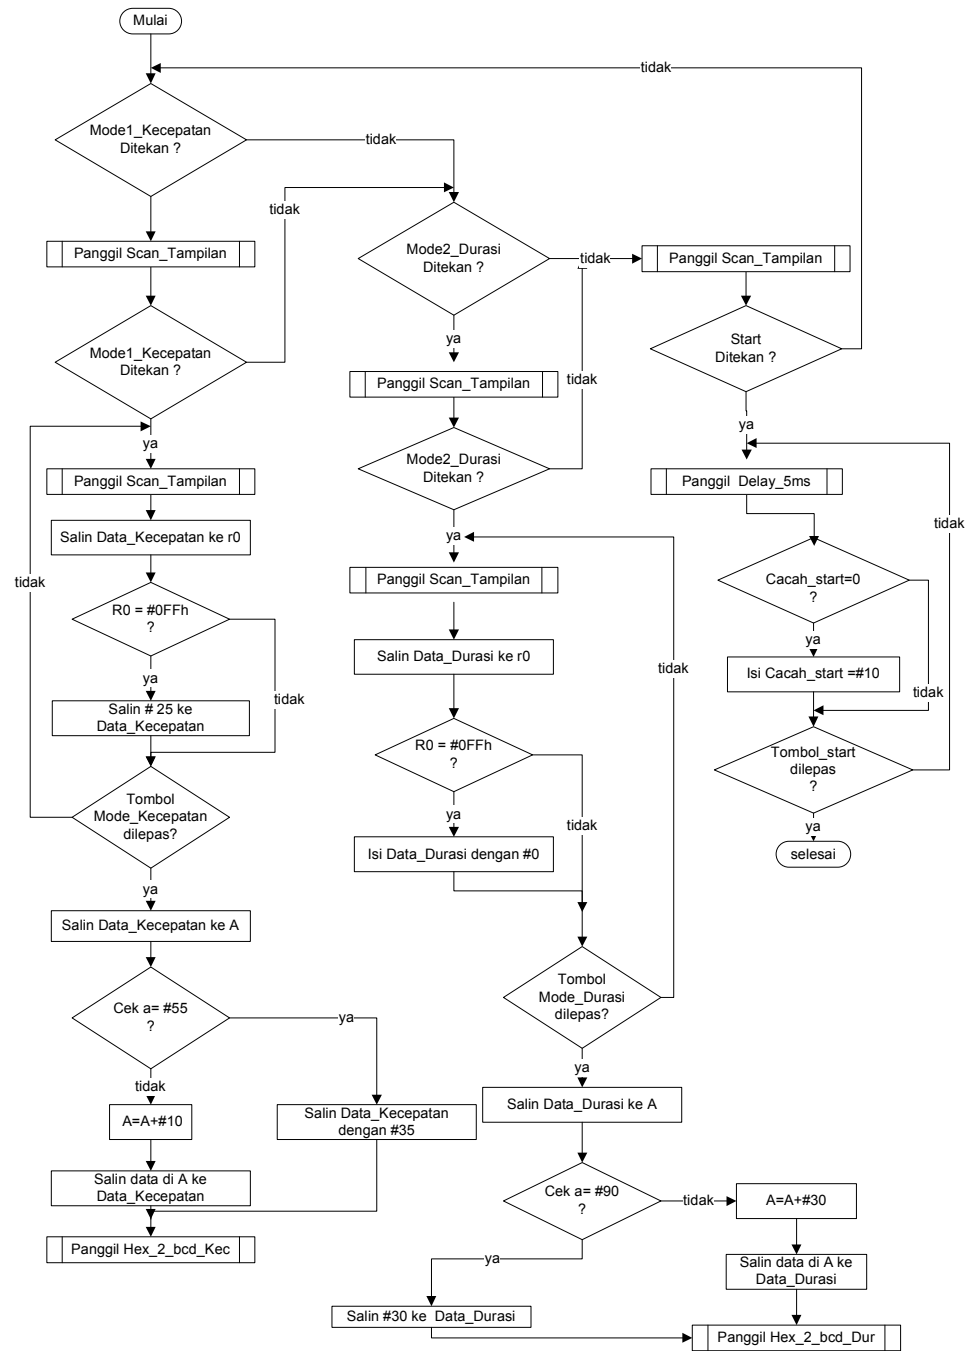 Mulai
tidak
Mode1_Kecepatan
Ditekan ?
tidak
tidak
Panggil Scan_Tampilan
Mode2_Durasi
Ditekan ?
tidak
Panggil Scan_Tampilan
Mode1_Kecepatan
Ditekan ?
ya
Start
Ditekan ?
Panggil Scan_Tampilan
tidak
ya
ya
Mode2_Durasi
Ditekan ?
Panggil Scan_Tampilan
Panggil Delay_5ms
Salin Data_Kecepatan ke r0
ya
tidak
tidak
Panggil Scan_Tampilan
Cacah_start=0
?
R0 = #0FFh
?
ya
Salin Data_Durasi ke r0
tidak
Isi Cacah_start =#10
ya
tidak
tidak
Salin # 25 ke
Data_Kecepatan
R0 = #0FFh
?
Tombol_start
dilepas
?
Tombol
Mode_Kecepatan
dilepas?
ya
tidak
ya
Isi Data_Durasi dengan #0
selesai
ya
Salin Data_Kecepatan ke A
Tombol
Mode_Durasi
dilepas?
Cek a= #55
?
ya
ya
tidak
Salin Data_Durasi ke A
A=A+#10
Salin Data_Kecepatan
dengan #35
Salin data di A ke
Data_Kecepatan
Cek a= #90
?
tidak
A=A+#30
Panggil Hex_2_bcd_Kec
ya
Salin data di A ke
Data_Durasi
Salin #30 ke Data_Durasi
Panggil Hex_2_bcd_Dur